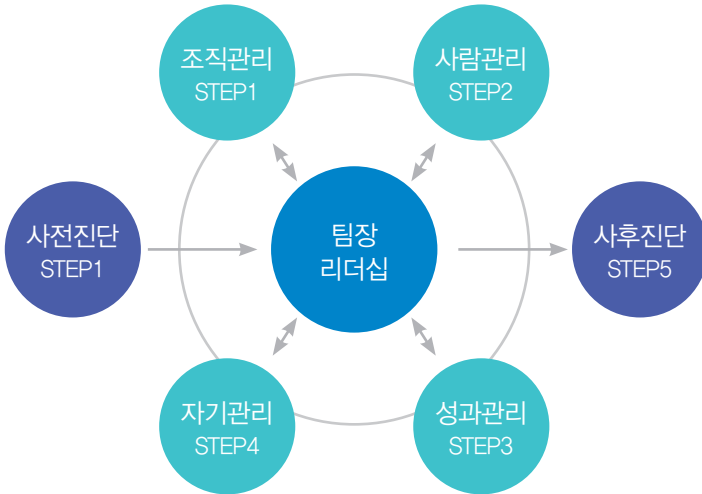 조직관리
STEP1
사람관리
STEP2
사전진단
STEP1
팀장
리더십
사후진단
STEP5
자기관리
STEP4
성과관리
STEP3